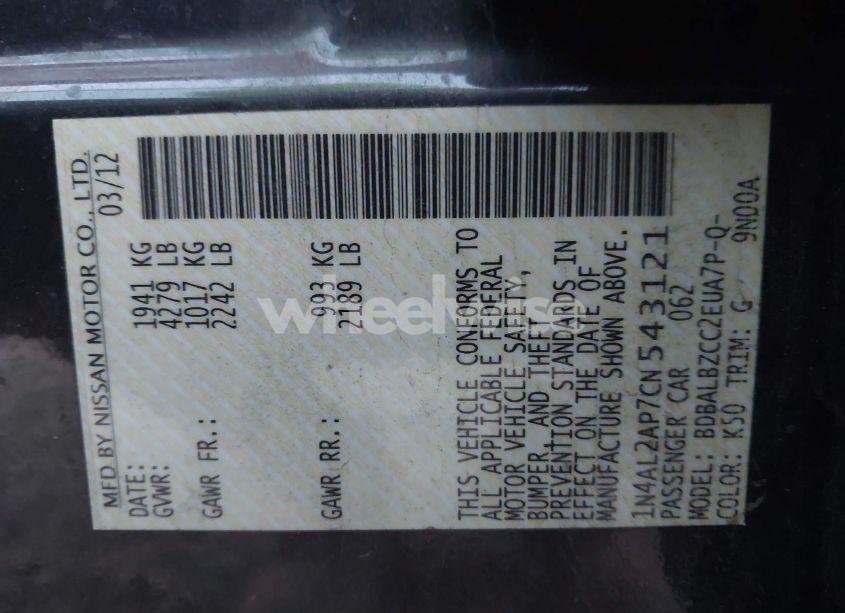 MFD BY NISSAN MOTOR CO., LTD.
DATE: 03/12
GVWR: 1941 KG
4279 LB
GAWR FR.: 1017 KG
2242 LB
GAWR RR.: 993 KG
2189 LB
THIS VEHICLE CONFORMS TO
ALL APPLICABLE FEDERAL
MOTOR VEHICLE SAFETY,
BUMPER, AND THEFT
PREVENTION STANDARDS IN
EFFECT ON THE DATE OF
MANUFACTURE SHOWN ABOVE.
1N4AL2AP7CN543121
PASSENGER CAR 062
MODEL: BDBALBZCC2EUA7P-Q-
COLOR: K50 TRIM: G 9N00A
wheelwise